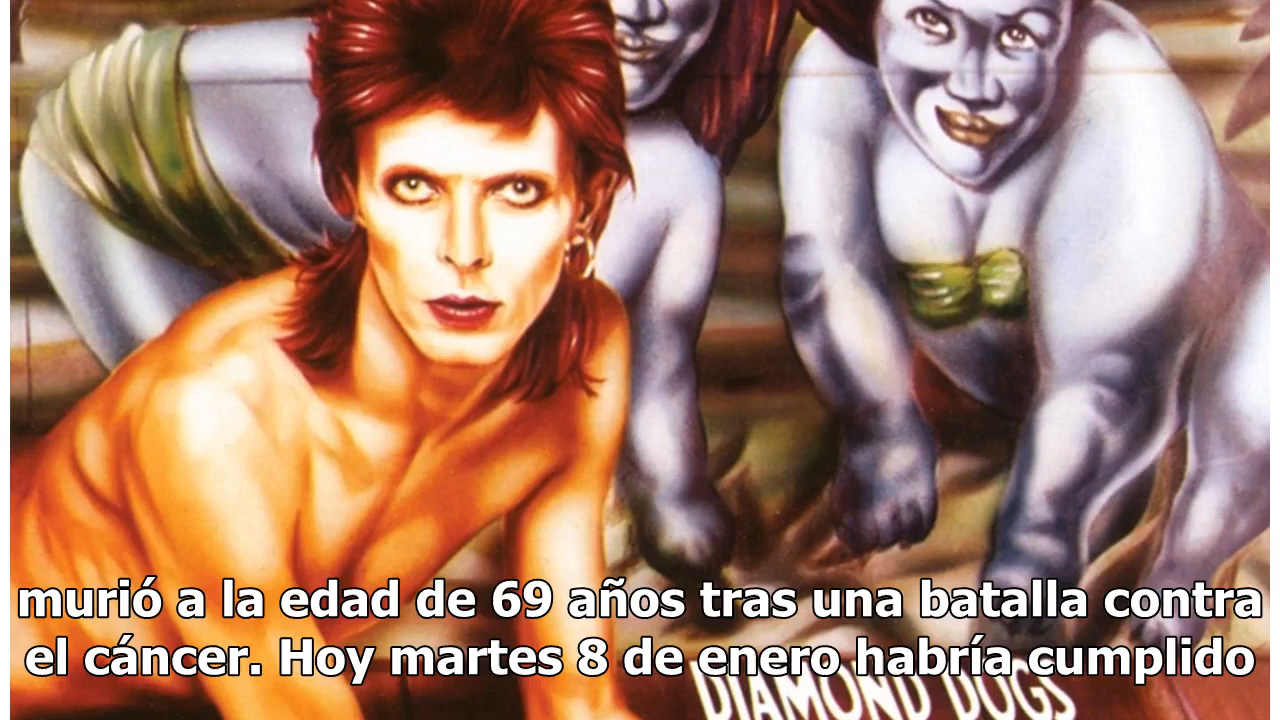 murió a la edad de 69 años tras una batalla contra
el cáncer. Hoy martes 8 de enero habría cumplido
DIAMOND DOGS